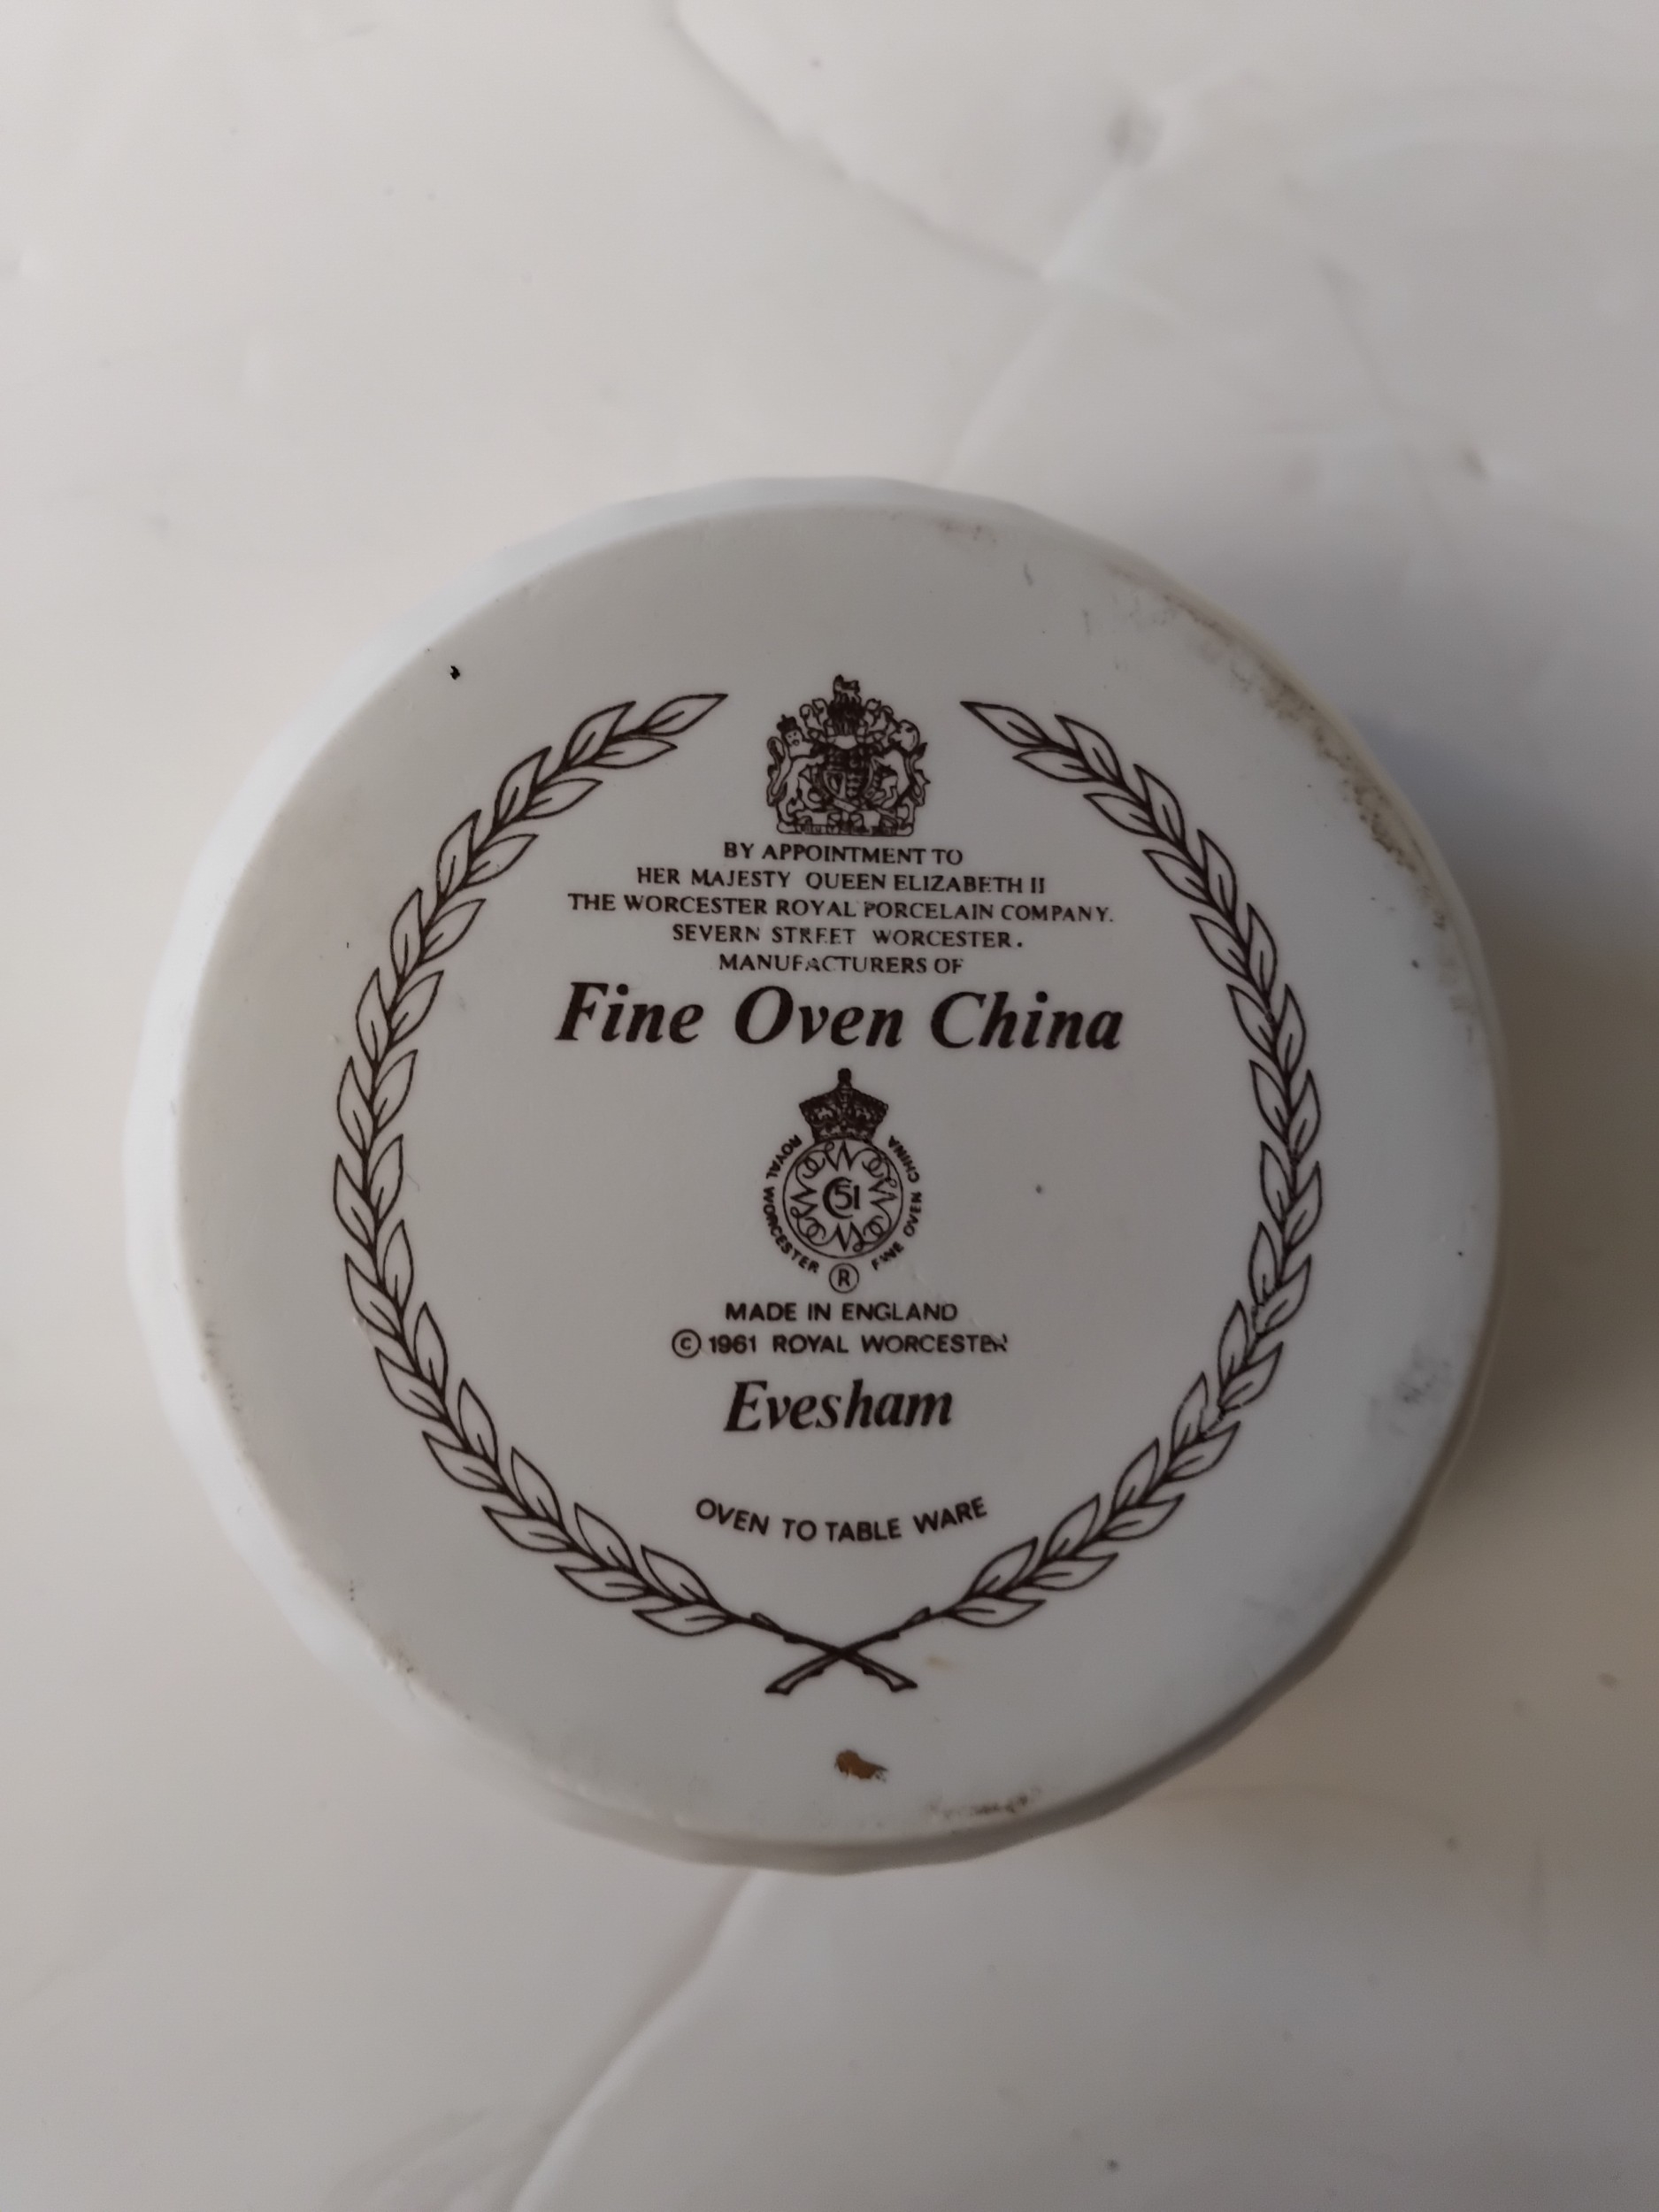 BY APPOINTMENT TO
HER MAJESTY QUEEN ELIZABETH II
THE WORCESTER ROYAL PORCELAIN COMPANY.
SEVERN STREET WORCESTER.
MANUFACTURERS OF
Fine Oven China
ROYAL WORCESTER FINE OVEN CHINA
51
®
MADE IN ENGLAND
© 1961 ROYAL WORCESTER
Evesham
OVEN TO TABLE WARE